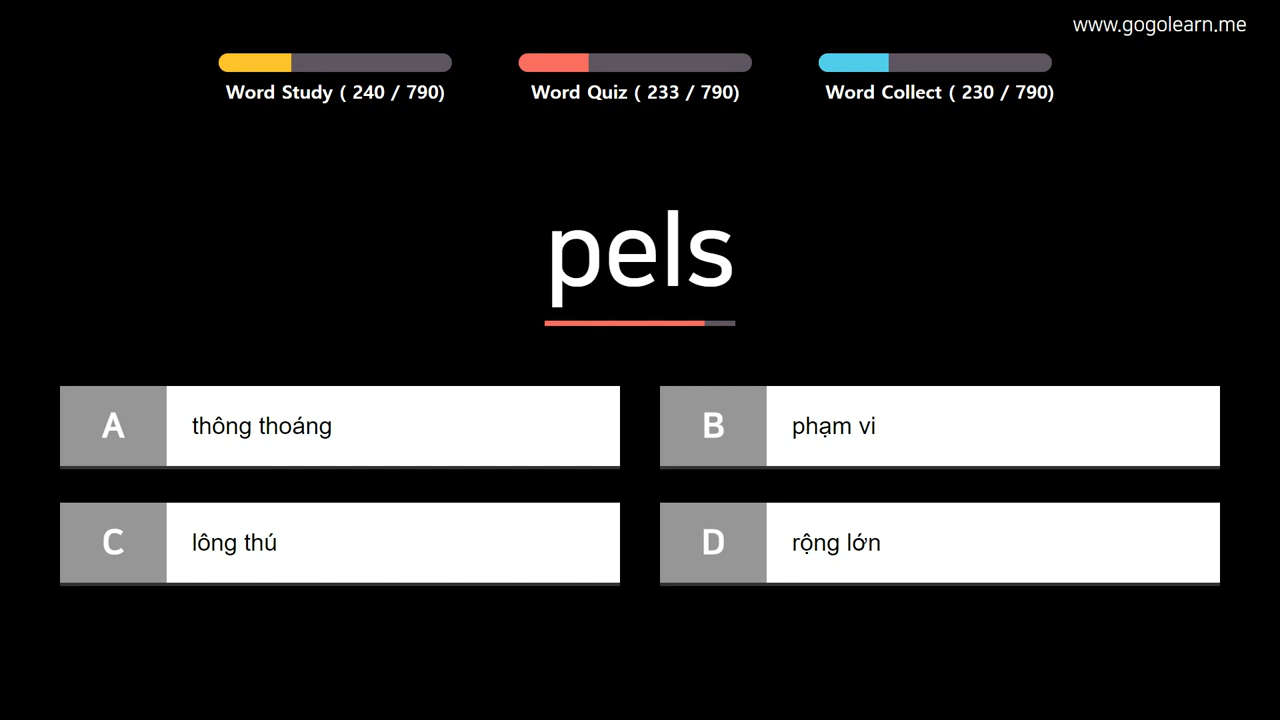 www.gogolearn.me
Word Study ( 240 / 790)
Word Quiz ( 233 / 790)
Word Collect ( 230 / 790)
pels
A
thông thoáng
B
phạm vi
C
lông thú
D
rộng lớn